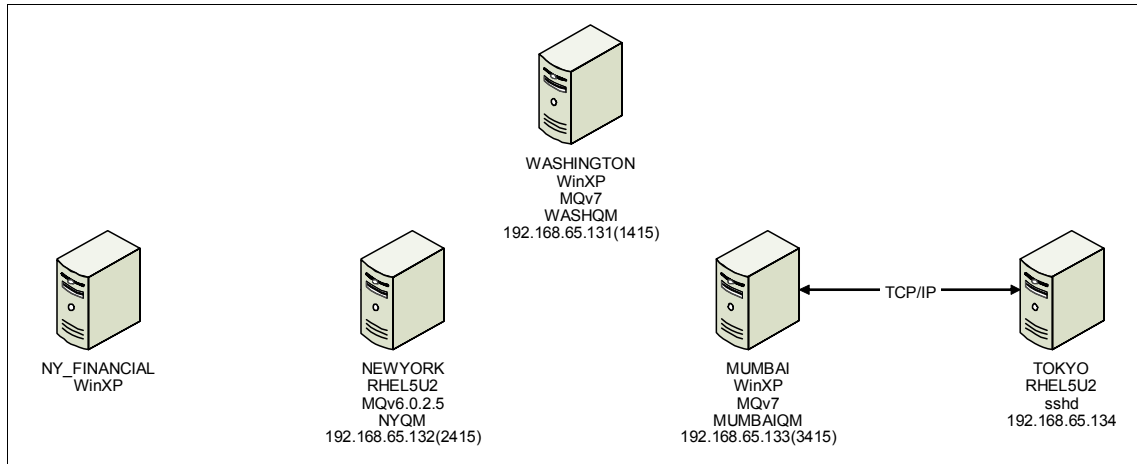 WASHINGTON
WinXP
MQv7
WASHQM
192.168.65.131(1415)
NY_FINANCIAL
WinXP
NEWYORK
RHEL5U2
MQv6.0.2.5
NYQM
192.168.65.132(2415)
MUMBAI
WinXP
MQv7
MUMBAIQM
192.168.65.133(3415)
TCP/IP
TOKYO
RHEL5U2
sshd
192.168.65.134